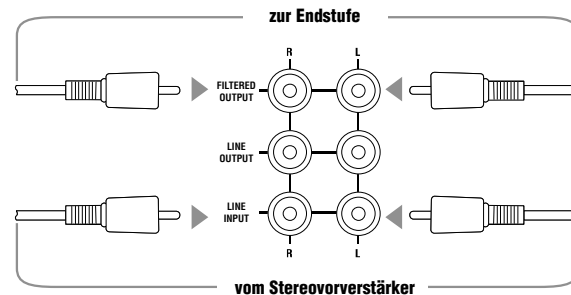 zur Endstufe
R L
FILTERED
OUTPUT
LINE
OUTPUT
LINE
INPUT
R L
vom Stereovorverstärker